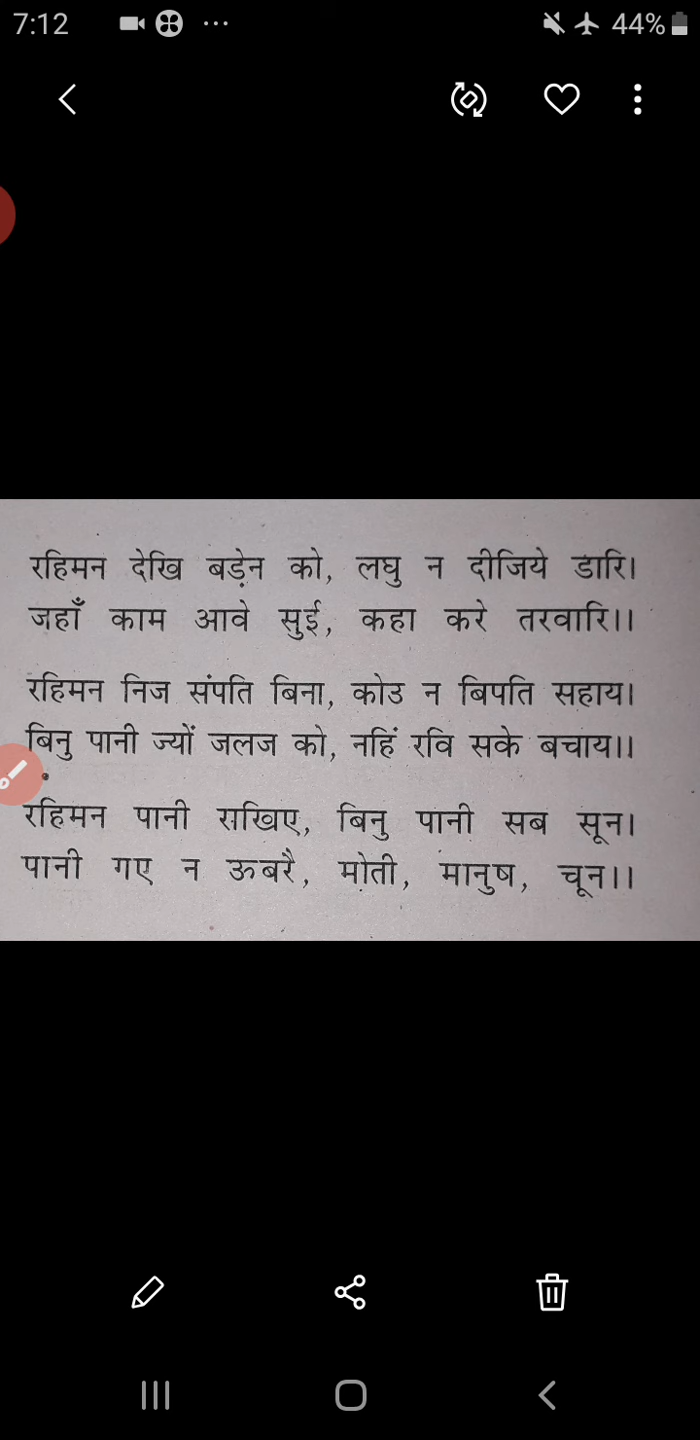 7:12
44%
रहिमन देखि बड़ेन को, लघु न दीजिये डारि।
जहाँ काम आवे सुई, कहा करे तरवारि।।
रहिमन निज संपति बिना, कोउ न बिपति सहाय।
बिनु पानी ज्यों जलज को, नहिं रवि सके बचाय।।
रहिमन पानी राखिए, बिनु पानी सब सून।
पानी गए न ऊबरै, मोती, मानुष, चून।।